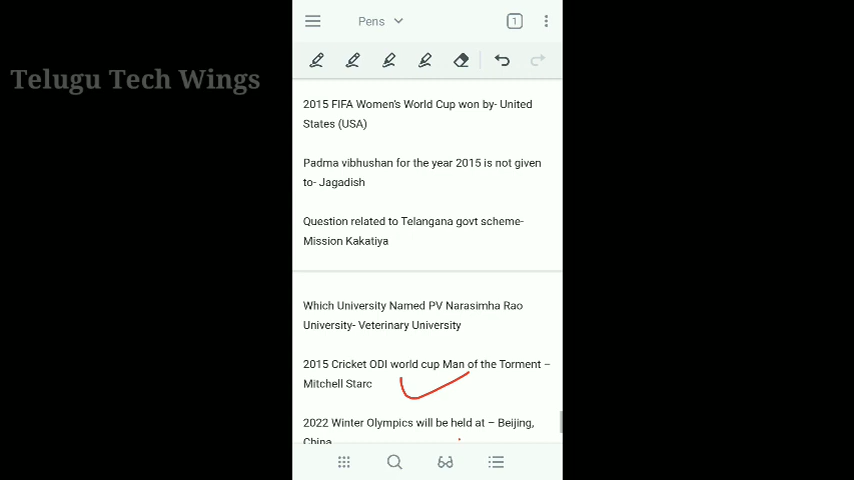 Telugu Tech Wings
Pens
1
2015 FIFA Women's World Cup won by- United
States (USA)
Padma vibhushan for the year 2015 is not given
to- Jagadish
Question related to Telangana govt scheme-
Mission Kakatiya
Which University Named PV Narasimha Rao
University- Veterinary University
2015 Cricket ODI world cup Man of the Torment –
Mitchell Starc
2022 Winter Olympics will be held at – Beijing,
China